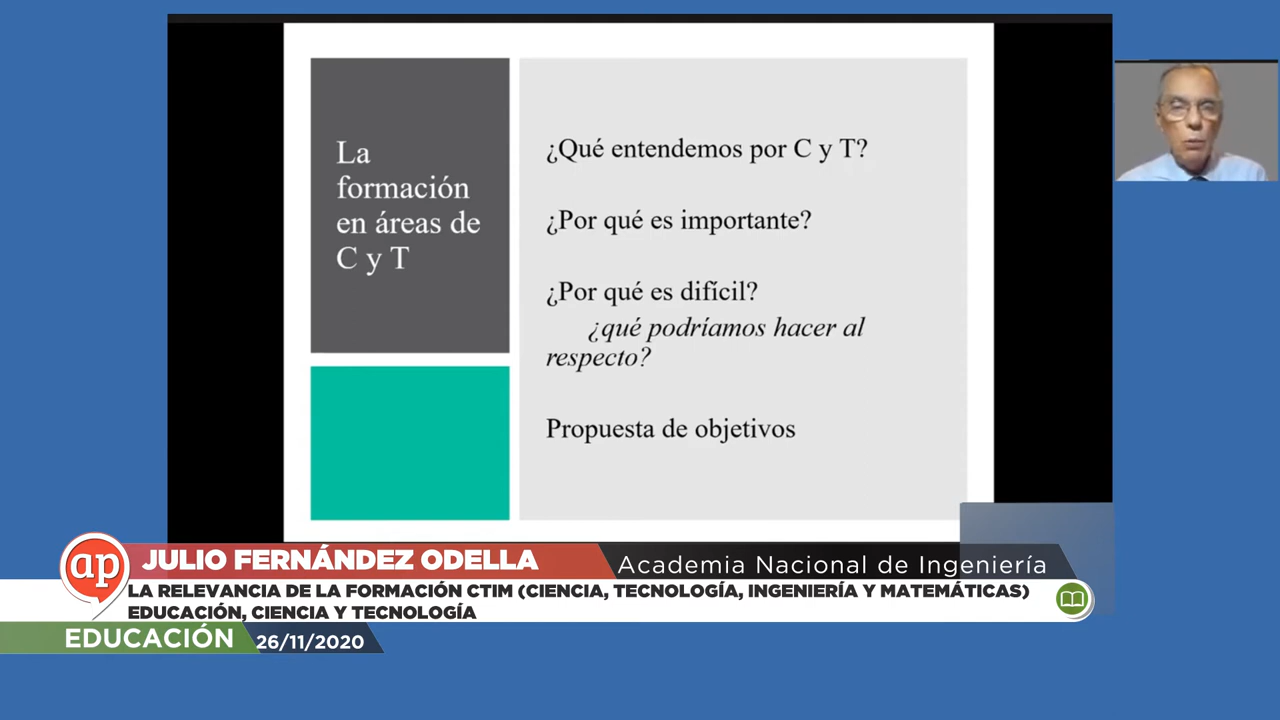 La
formación
en áreas de
C y T
¿Qué entendemos por C y T?
¿Por qué es importante?
¿Por qué es difícil?
¿qué podríamos hacer al
respecto?
Propuesta de objetivos
ap
JULIO FERNÁNDEZ ODELLA
Academia Nacional de Ingeniería
LA RELEVANCIA DE LA FORMACIÓN CTIM (CIENCIA, TECNOLOGÍA, INGENIERÍA Y MATEMÁTICAS)
EDUCACIÓN, CIENCIA Y TECNOLOGÍA
EDUCACIÓN
26/11/2020